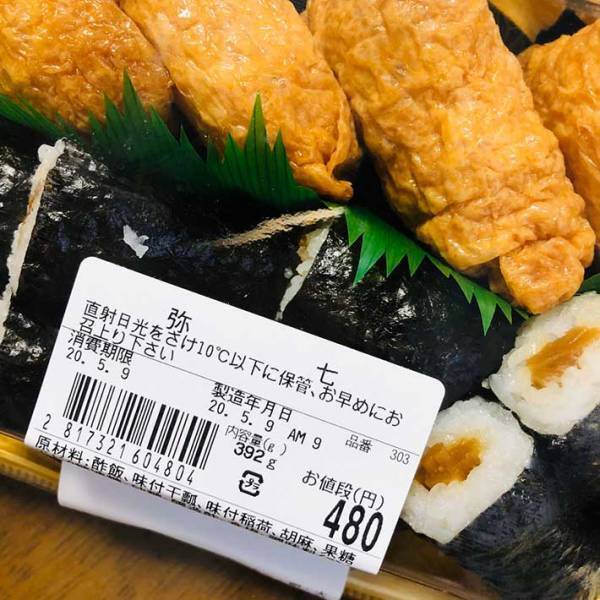 弥 七
直射日光をさけ10℃以下に保管、お早めにお
召上り下さい
消費期限
20. 5. 9
製造年月日
20. 5. 9 AM 9
品番 303
内容量(g)
392g
プラ
お値段(円)
480
2 817321 604804
原材料:酢飯、味付干瓢、味付稲荷、胡麻、果糖